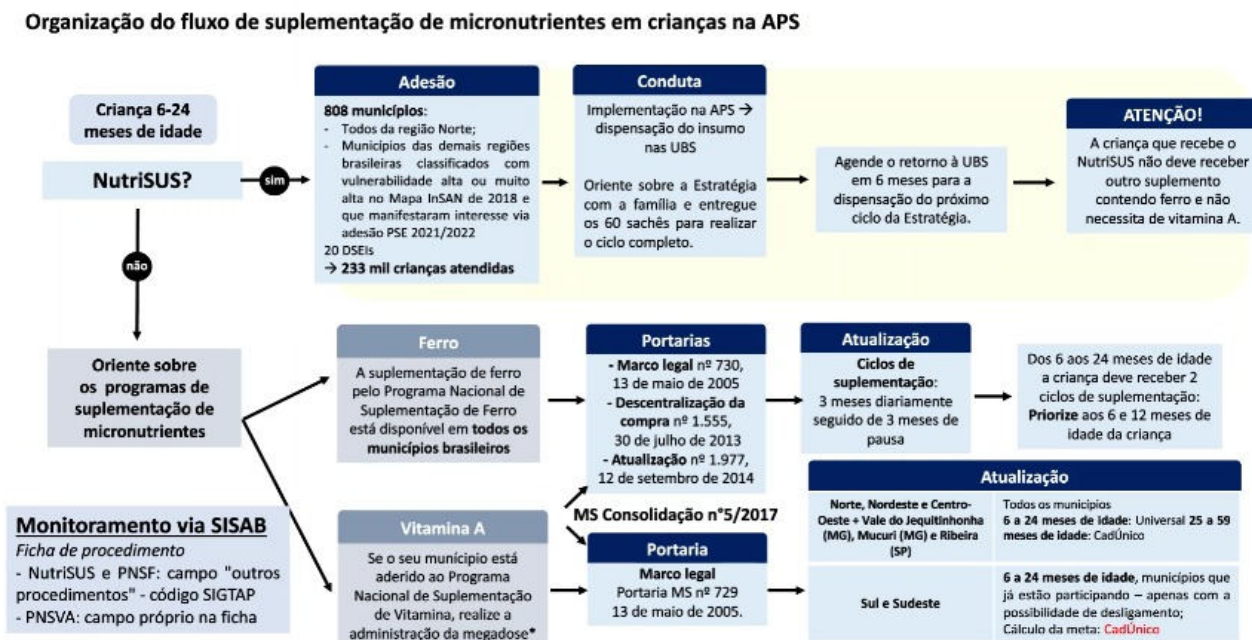 Organização do fluxo de suplementação de micronutrientes em crianças na APS
Criança 6-24
meses de idade
NutriSUS?
sim
não
Adesão
808 municípios:
- Todos da região Norte;
- Municípios das demais regiões
brasileiras classificados com
vulnerabilidade alta ou muito
alta no Mapa InSAN de 2018 e
que manifestaram interesse via
adesão PSE 2021/2022
20 DSEIs
→ 233 mil crianças atendidas
Conduta
Implementação na APS →
dispensação do insumo
nas UBS
Oriente sobre a Estratégia
com a família e entregue
os 60 sachês para realizar
o ciclo completo.
Agende o retorno à UBS
em 6 meses para a
dispensação do próximo
ciclo da Estratégia.
ATENÇÃO!
A criança que recebe o
NutriSUS não deve receber
outro suplemento
contendo ferro e não
necessita de vitamina A.
Oriente sobre
os programas de
suplementação de
micronutrientes
Ferro
A suplementação de ferro
pelo Programa Nacional de
Suplementação de Ferro
está disponível em todos os
municípios brasileiros
Portarias
- Marco legal nº 730,
13 de maio de 2005
- Descentralização da
compra nº 1.555,
30 de julho de 2013
- Atualização nº 1.977,
12 de setembro de 2014
Atualização
Ciclos de
suplementação:
3 meses diariamente
seguido de 3 meses de
pausa
Dos 6 aos 24 meses de idade
a criança deve receber 2
ciclos de suplementação:
Priorize aos 6 e 12 meses de
idade da criança
MS Consolidação n°5/2017
Vitamina A
Se o seu município está
aderido ao Programa
Nacional de Suplementação
de Vitamina, realize a
administração da megadose*
Portaria
Marco legal
Portaria MS nº 729
13 de maio de 2005.
Atualização
Norte, Nordeste e Centro-
Oeste + Vale do Jequitinhonha
(MG), Mucuri (MG) e Ribeira
(SP)
Todos os municípios
6 a 24 meses de idade: Universal 25 a 59
meses de idade: CadÚnico
Sul e Sudeste
6 a 24 meses de idade, municípios que
já estão participando – apenas com a
possibilidade de desligamento;
Cálculo da meta: CadÚnico
Monitoramento via SISAB
Ficha de procedimento
- NutriSUS e PNSF: campo "outros
procedimentos" - código SIGTAP
- PNSVA: campo próprio na ficha